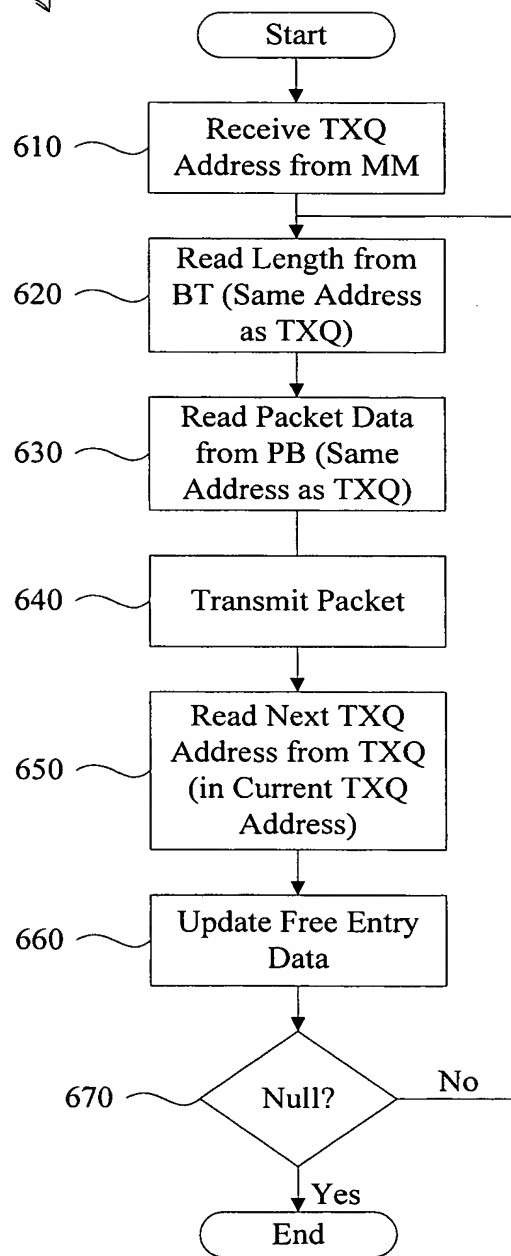 Start
610
Receive TXQ
Address from MM
620
Read Length from
BT (Same Address
as TXQ)
630
Read Packet Data
from PB (Same
Address as TXQ)
640
Transmit Packet
650
Read Next TXQ
Address from TXQ
(in Current TXQ
Address)
660
Update Free Entry
Data
670
Null?
No
Yes
End